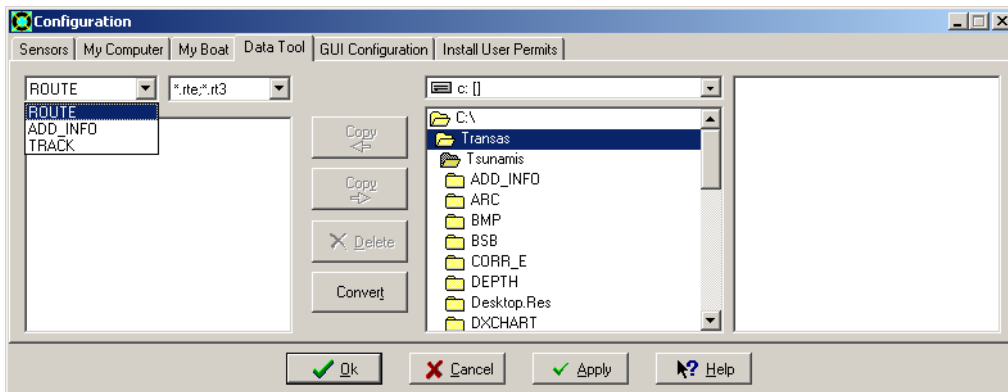 Configuration
Sensors
My Computer
My Boat
Data Tool
GUI Configuration
Install User Permits
ROUTE
*.rte;*.rt3
ROUTE
ADD_INFO
TRACK
Copy
Copy
Delete
Convert
c: []
C:\
Transas
Tsunamis
ADD_INFO
ARC
BMP
BSB
CORR_E
DEPTH
Desktop.Res
DXCHART
Ok
Cancel
Apply
Help